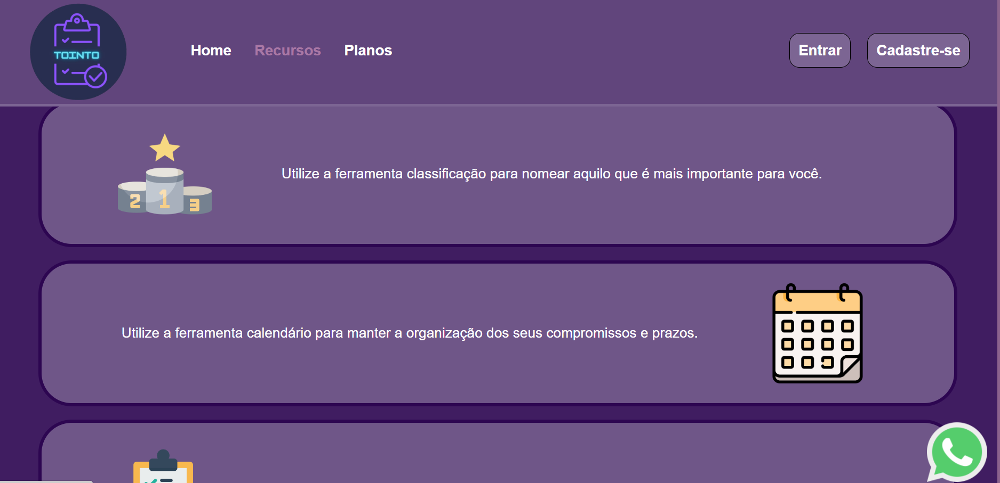 TOINTO
Home
Recursos
Planos
Entrar
Cadastre-se
2
1
3
Utilize a ferramenta classificação para nomear aquilo que é mais importante para você.
Utilize a ferramenta calendário para manter a organização dos seus compromissos e prazos.